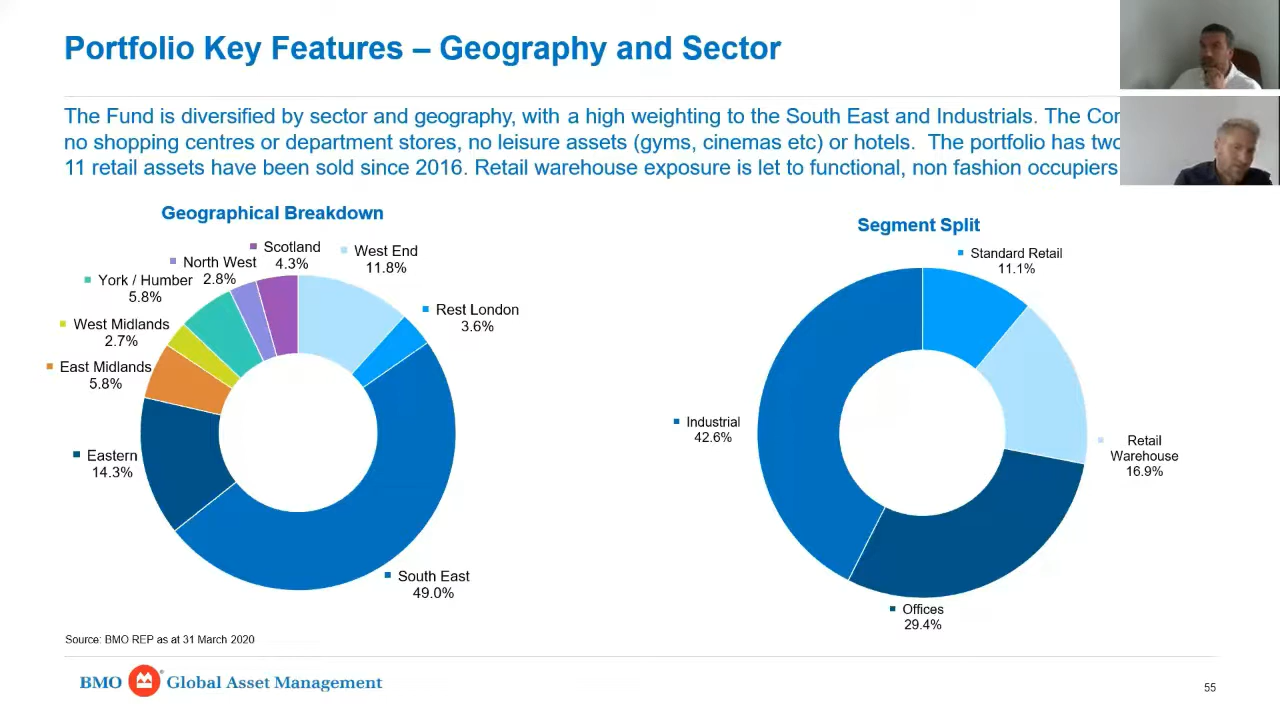 Portfolio Key Features – Geography and Sector
The Fund is diversified by sector and geography, with a high weighting to the South East and Industrials. The
no shopping centres or department stores, no leisure assets (gyms, cinemas etc) or hotels. The portfolio has
11 retail assets have been sold since 2016. Retail warehouse exposure is let to functional, non fashion occupiers
Geographical Breakdown
Scotland
4.3%
West End
11.8%
North West
2.8%
York / Humber
5.8%
Rest London
3.6%
West Midlands
2.7%
East Midlands
5.8%
Eastern
14.3%
South East
49.0%
Segment Split
Standard Retail
11.1%
Industrial
42.6%
Retail
Warehouse
16.9%
Offices
29.4%
Source: BMO REP as at 31 March 2020
BMO Global Asset Management
55